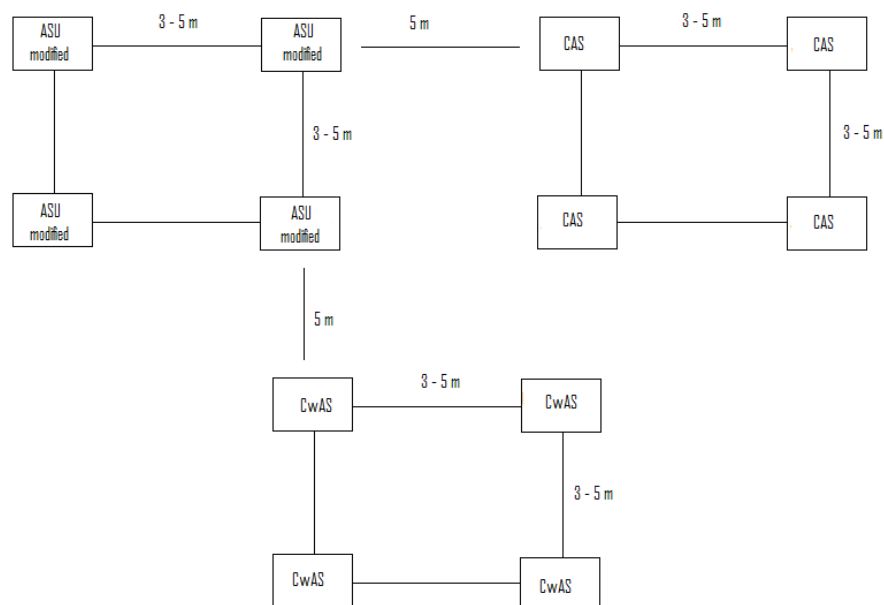 3 - 5 m
5 m
3 - 5 m
ASU
modified
ASU
modified
CAS
CAS
3 - 5 m
3 - 5 m
ASU
modified
ASU
modified
CAS
CAS
5 m
3 - 5 m
CwAS
CwAS
3 - 5 m
CwAS
CwAS